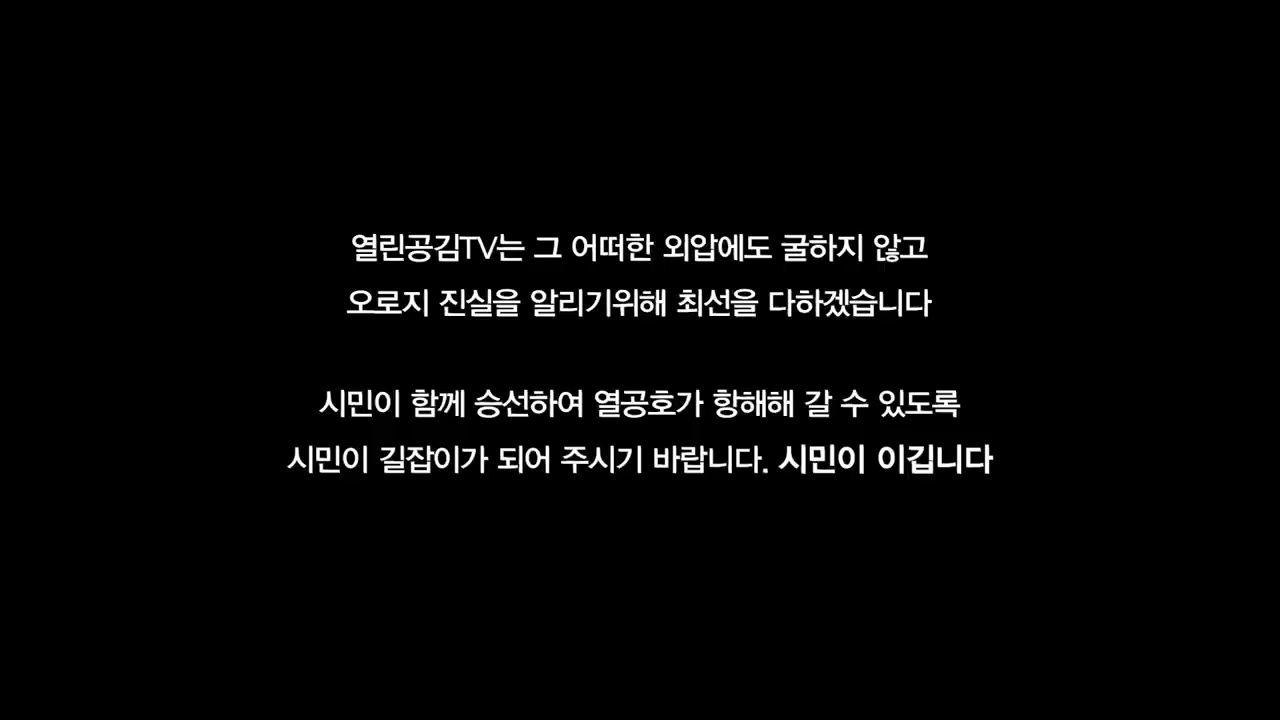 열린공김TV는 그 어떠한 외압에도 굴하지 않고
오로지 진실을 알리기위해 최선을 다하겠습니다
시민이 함께 승선하여 열공호가 항해해 갈 수 있도록
시민이 길잡이가 되어 주시기 바랍니다. 시민이 이깁니다